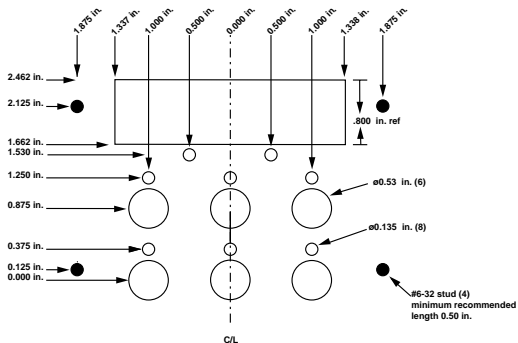 1.875 in.
1.337 in.
1.000 in.
0.500 in.
0.000 in.
0.500 in.
1.000 in.
1.338 in.
1.875 in.
2.462 in.
2.125 in.
.800 in. ref
1.662 in.
1.530 in.
1.250 in.
ø0.53 in. (6)
0.875 in.
ø0.135 in. (8)
0.375 in.
0.125 in.
0.000 in.
#6-32 stud (4)
minimum recommended
length 0.50 in.
C/L